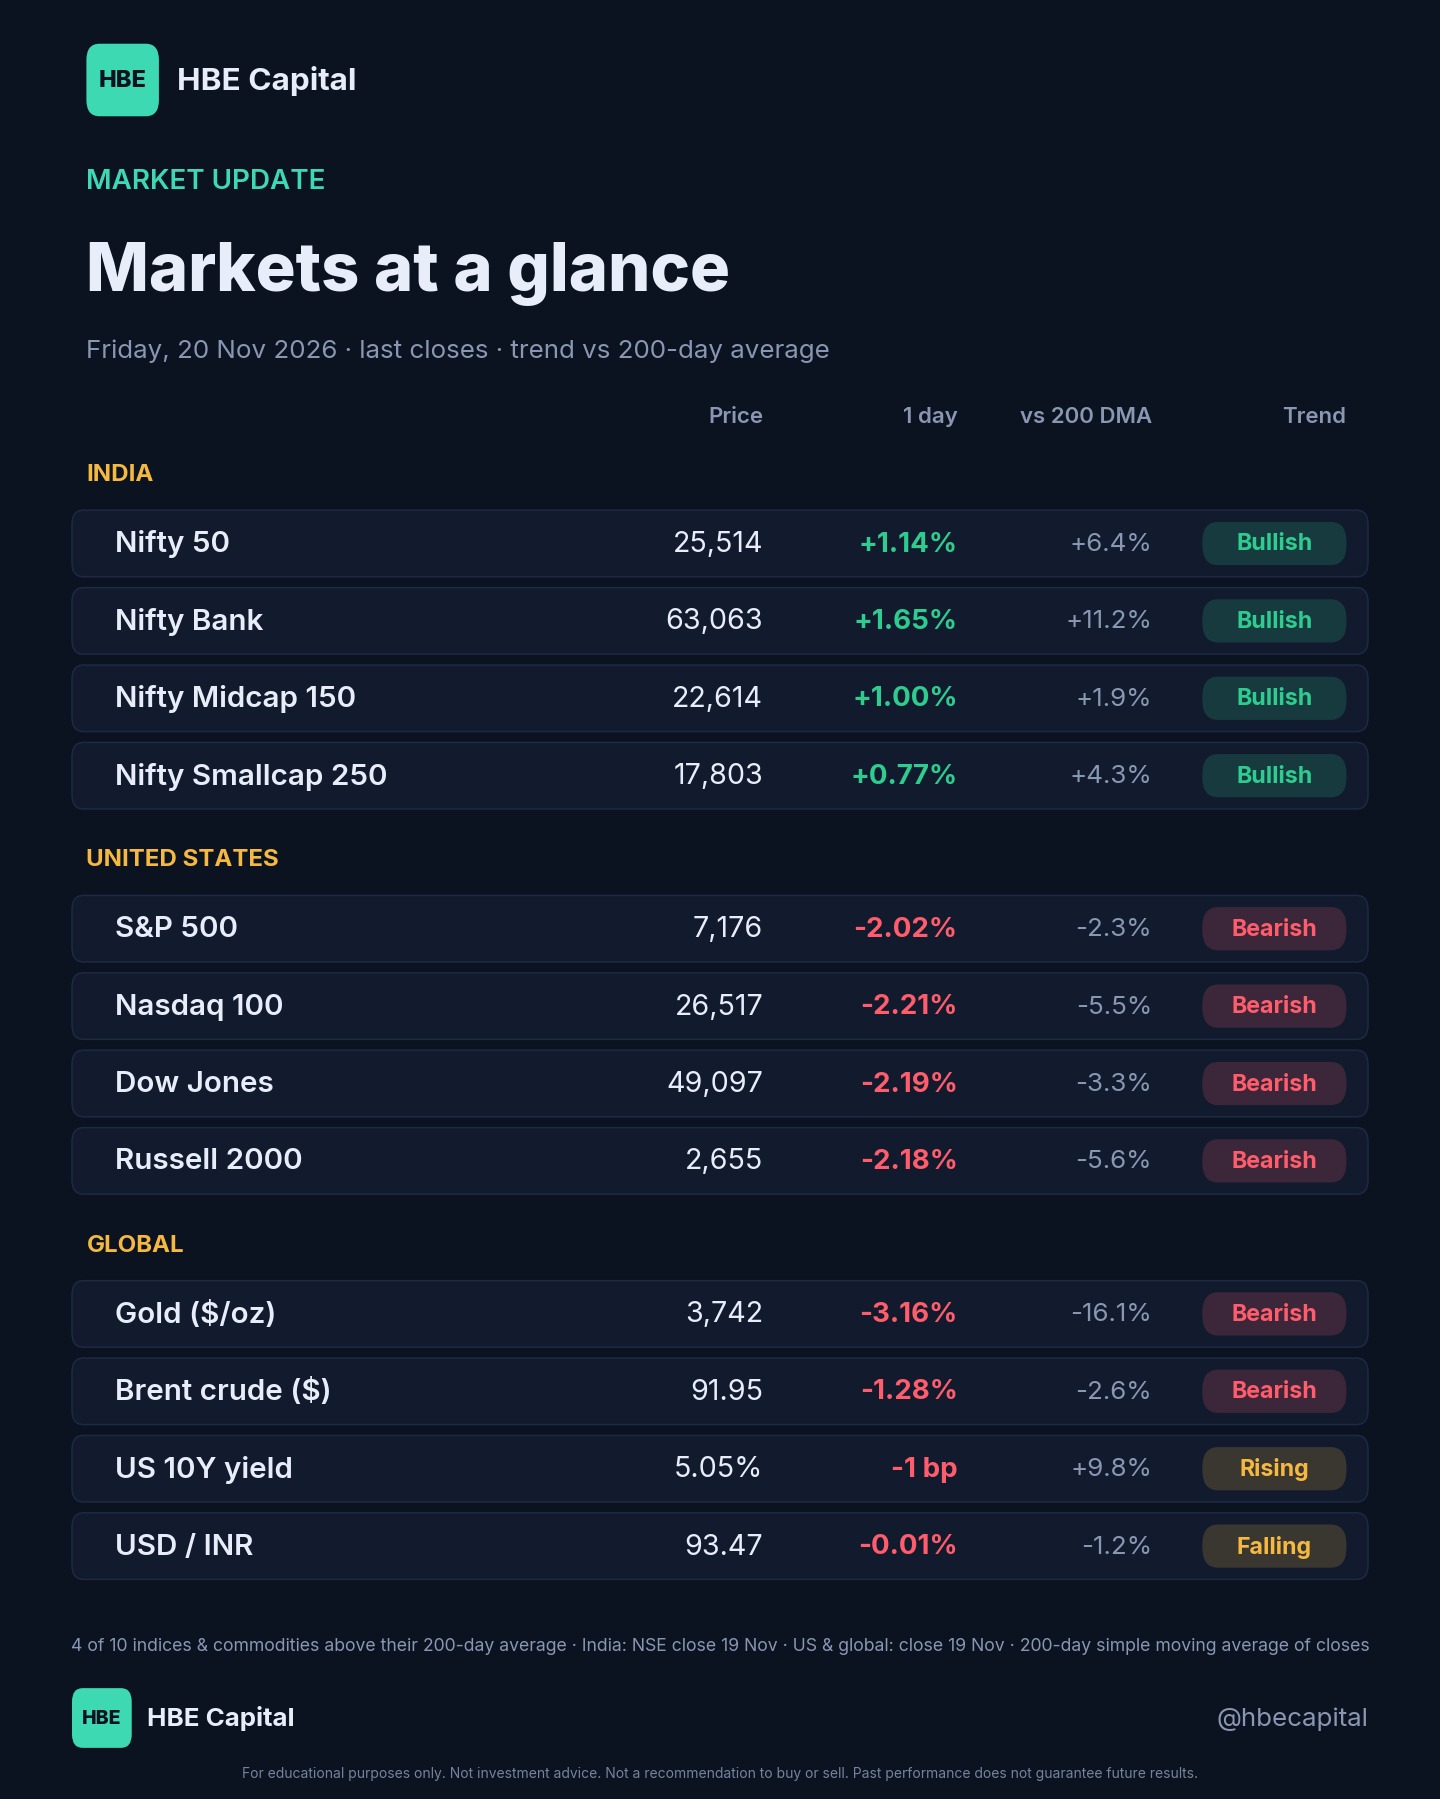 HBE HBE Capital
MARKET UPDATE
Markets at a glance
Friday, 20 Nov 2026 · last closes · trend vs 200-day average
Price 1 day vs 200 DMA Trend
INDIA
Nifty 50 25,514 +1.14% +6.4% Bullish
Nifty Bank 63,063 +1.65% +11.2% Bullish
Nifty Midcap 150 22,614 +1.00% +1.9% Bullish
Nifty Smallcap 250 17,803 +0.77% +4.3% Bullish
UNITED STATES
S&P 500 7,176 -2.02% -2.3% Bearish
Nasdaq 100 26,517 -2.21% -5.5% Bearish
Dow Jones 49,097 -2.19% -3.3% Bearish
Russell 2000 2,655 -2.18% -5.6% Bearish
GLOBAL
Gold ($/oz) 3,742 -3.16% -16.1% Bearish
Brent crude ($) 91.95 -1.28% -2.6% Bearish
US 10Y yield 5.05% -1 bp +9.8% Rising
USD / INR 93.47 -0.01% -1.2% Falling
4 of 10 indices & commodities above their 200-day average · India: NSE close 19 Nov · US & global: close 19 Nov · 200-day simple moving average of closes
HBE HBE Capital @hbecapital
For educational purposes only. Not investment advice. Not a recommendation to buy or sell. Past performance does not guarantee future results.